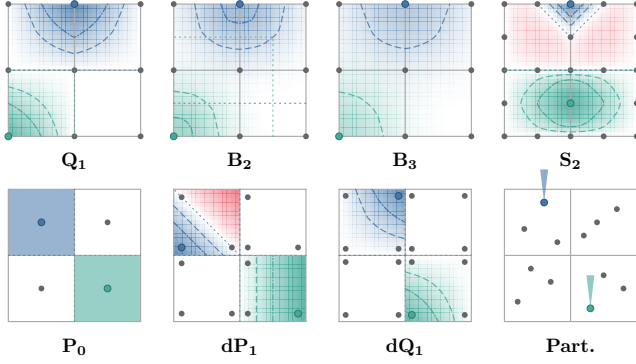 Q₁ B₂ B₃ S₂
P₀ dP₁ dQ₁ Part.